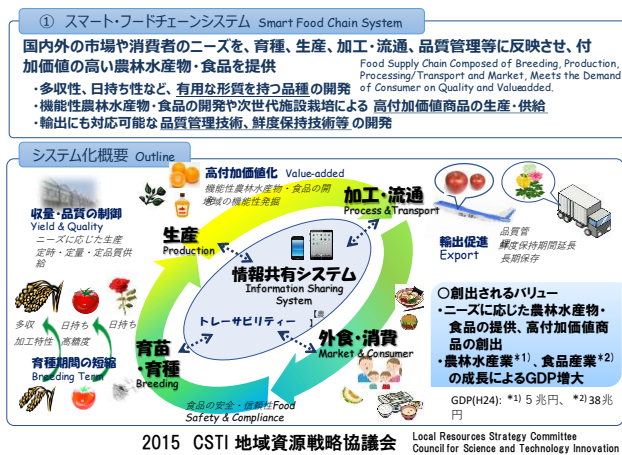 ① スマート・フードチェーンシステム Smart Food Chain System
国内外の市場や消費者のニーズを、育種、生産、加工・流通、品質管理等に反映させ、付
加価値の高い農林水産物・食品を提供
Food Supply Chain Composed of Breeding, Production,
Processing/Transport and Market, Meets the Demand
of Consumer on Quality and Valueadded.
・多収性、日持ち性など、有用な形質を持つ品種の開発
・機能性農林水産物・食品の開発や次世代施設栽培による 高付加価値商品の生産・供給
・輸出にも対応可能な品質管理技術、鮮度保持技術等 の開発
システム化概要 Outline
高付加価値化 Value-added
機能性農林水産物・食品の開
地域の機能性発掘
加工・流通
Process &Transport
収量・品質の制御
Yield & Quality
ニーズに応じた生産
定時・定量・定品質供
給
生産
Production
輸出促進
Export
品質管
鮮度保持期間延長
長期保存
情報共有システム
Information Sharing
System
トレーサビリティー
多収 日持ち 日持ち
加工特性 高糖度
育種期間の短縮
Breeding Term
育苗
・育種
Breeding
外食・消費
Market & Consumer
食品の安全・信頼性Food
Safety & Compliance
○創出されるバリュー
・ニーズに応じた農林水産物・
食品の提供、高付加価値商
品の創出
・農林水産業*1)、食品産業*2)
の成長によるGDP増大
GDP(H24): *1) 5 兆円、 *2) 38兆
円
2015 CSTI 地域資源戦略協議会
Local Resources Strategy Committee
Council for Science and Technology Innovation